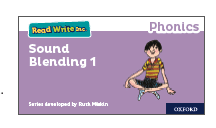 Read Write Inc.
Phonics
Sound
Blending 1
Series developed by Ruth Miskin
OXFORD